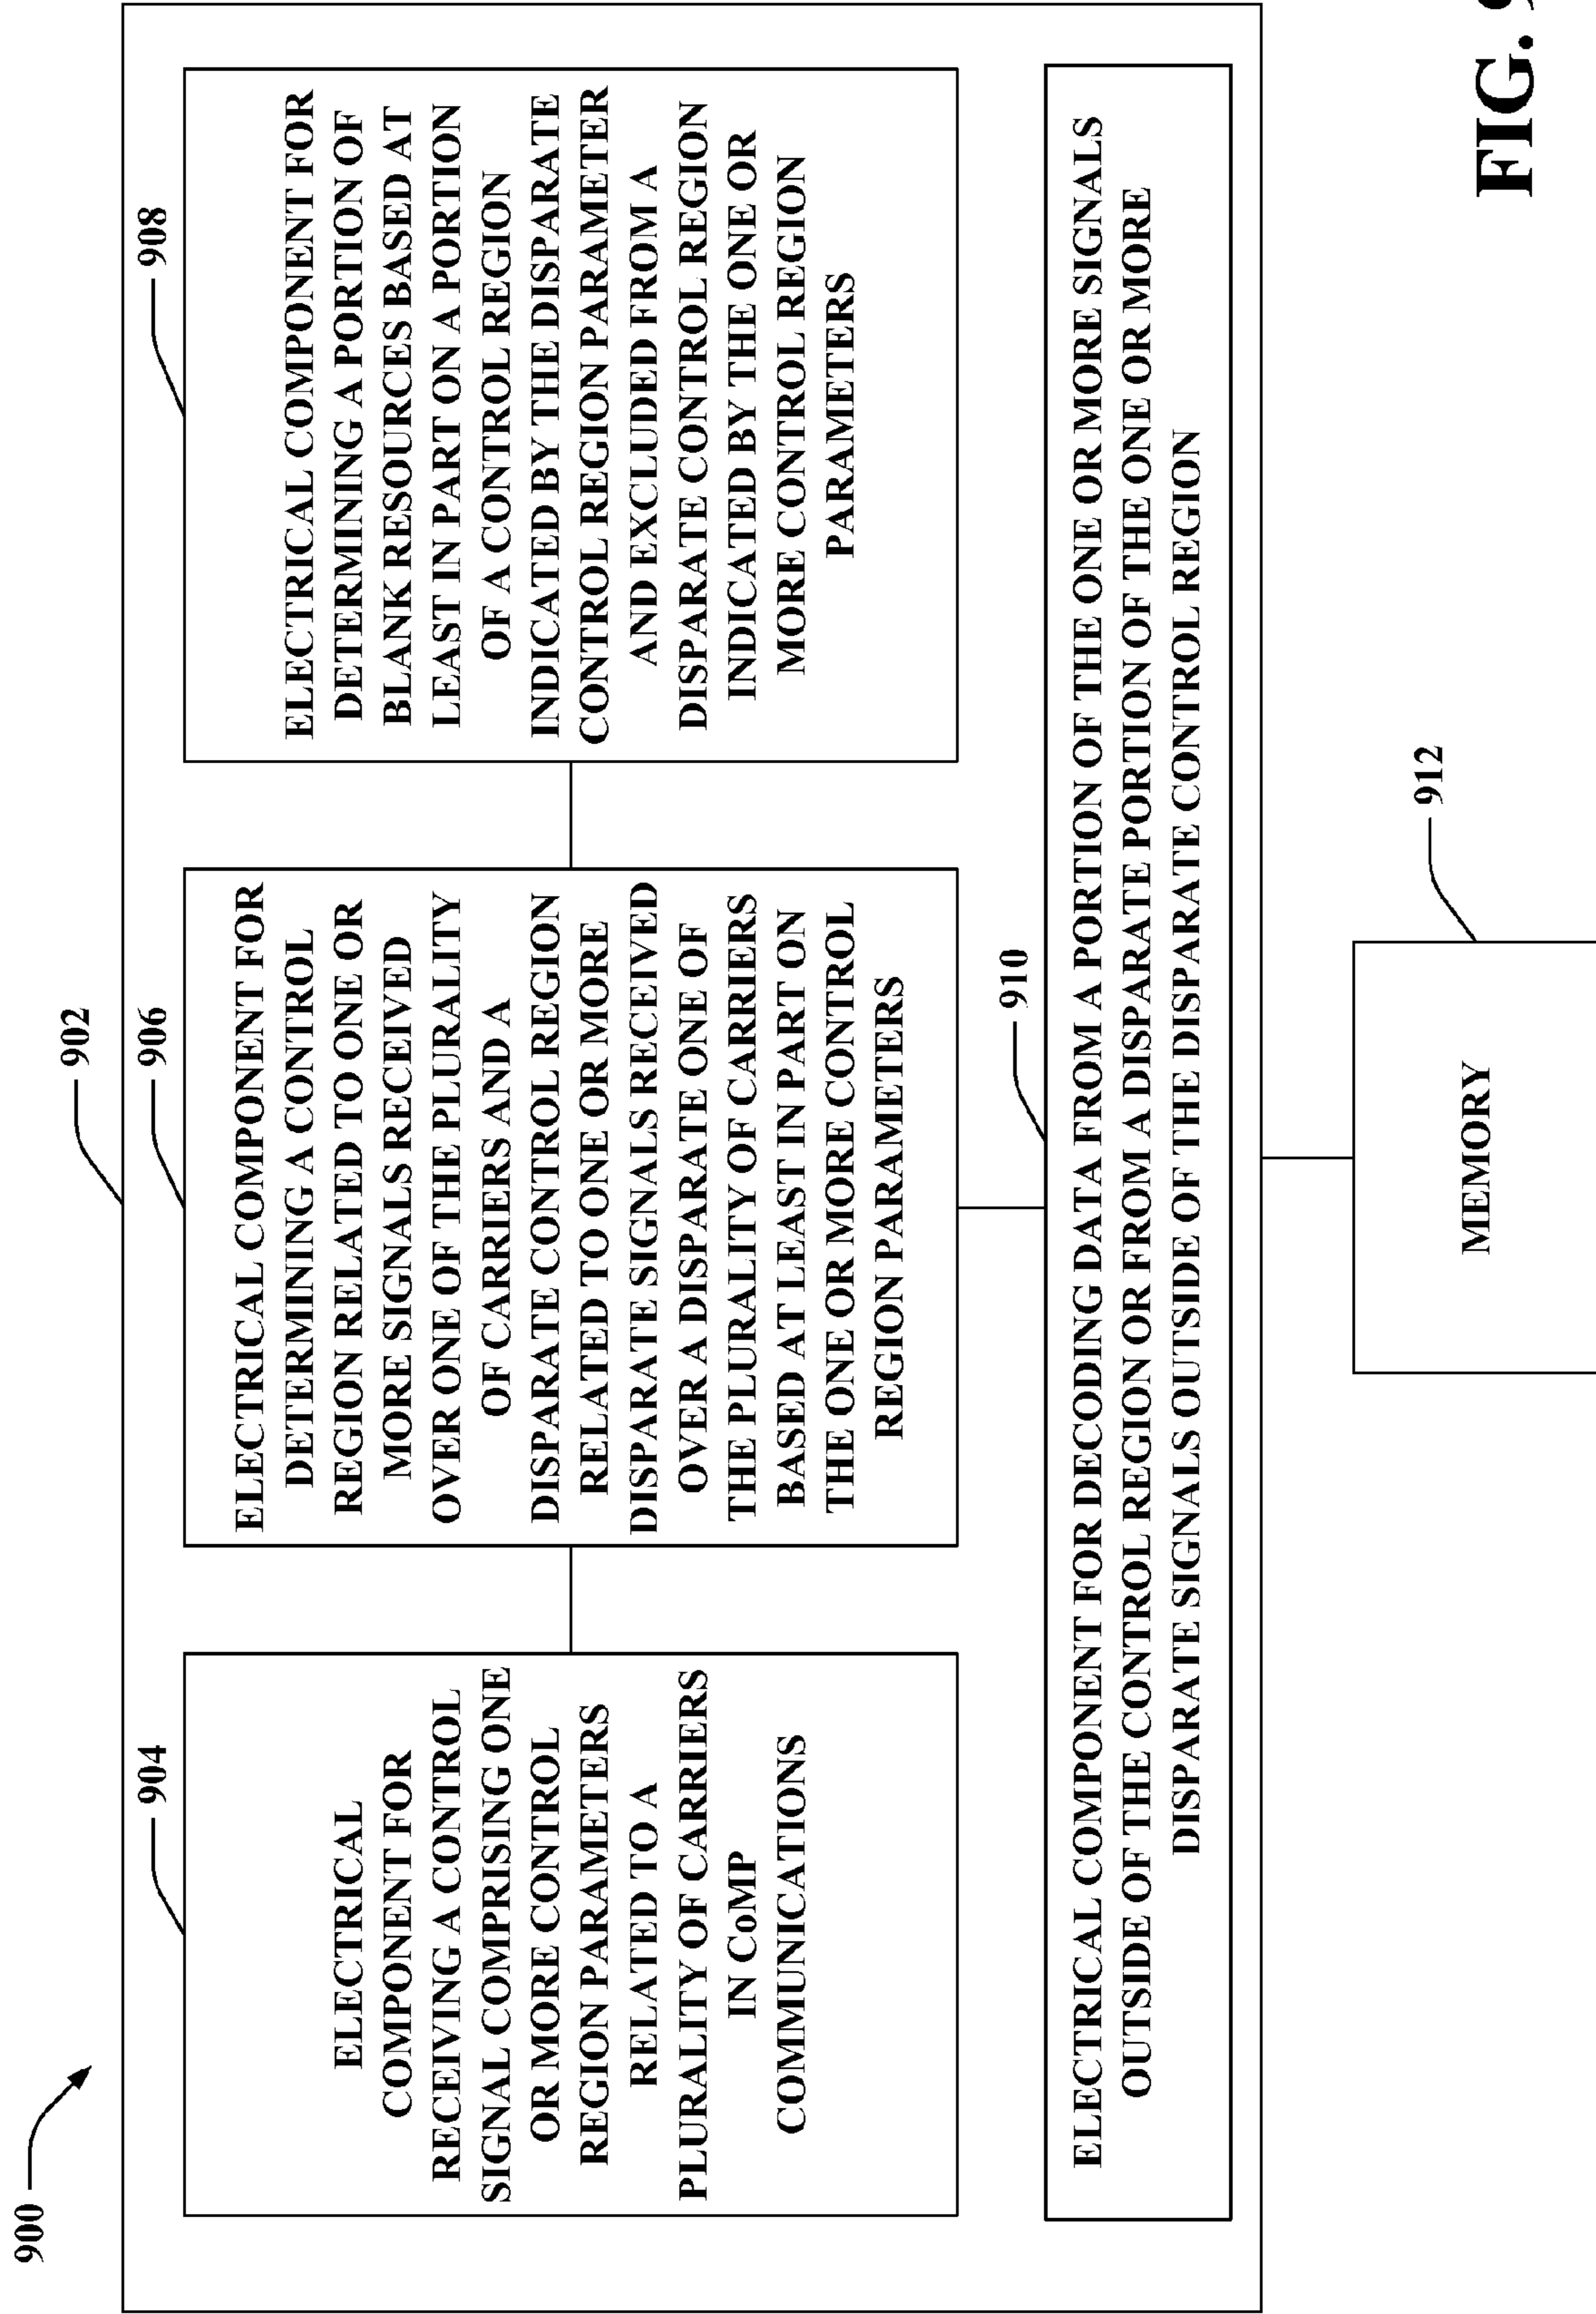 900
902
904
ELECTRICAL
COMPONENT FOR
RECEIVING A CONTROL
SIGNAL COMPRISING ONE
OR MORE CONTROL
REGION PARAMETERS
RELATED TO A
PLURALITY OF CARRIERS
IN CoMP
COMMUNICATIONS
906
ELECTRICAL COMPONENT FOR
DETERMINING A CONTROL
REGION RELATED TO ONE OR
MORE SIGNALS RECEIVED
OVER ONE OF THE PLURALITY
OF CARRIERS AND A
DISPARATE CONTROL REGION
RELATED TO ONE OR MORE
DISPARATE SIGNALS RECEIVED
OVER A DISPARATE ONE OF
THE PLURALITY OF CARRIERS
BASED AT LEAST IN PART ON
THE ONE OR MORE CONTROL
REGION PARAMETERS
908
ELECTRICAL COMPONENT FOR
DETERMINING A PORTION OF
BLANK RESOURCES BASED AT
LEAST IN PART ON A PORTION
OF A CONTROL REGION
INDICATED BY THE DISPARATE
CONTROL REGION PARAMETER
AND EXCLUDED FROM A
DISPARATE CONTROL REGION
INDICATED BY THE ONE OR
MORE CONTROL REGION
PARAMETERS
910
ELECTRICAL COMPONENT FOR DECODING DATA FROM A PORTION OF THE ONE OR MORE SIGNALS
OUTSIDE OF THE CONTROL REGION OR FROM A DISPARATE PORTION OF THE ONE OR MORE
DISPARATE SIGNALS OUTSIDE OF THE DISPARATE CONTROL REGION
912
MEMORY
FIG.